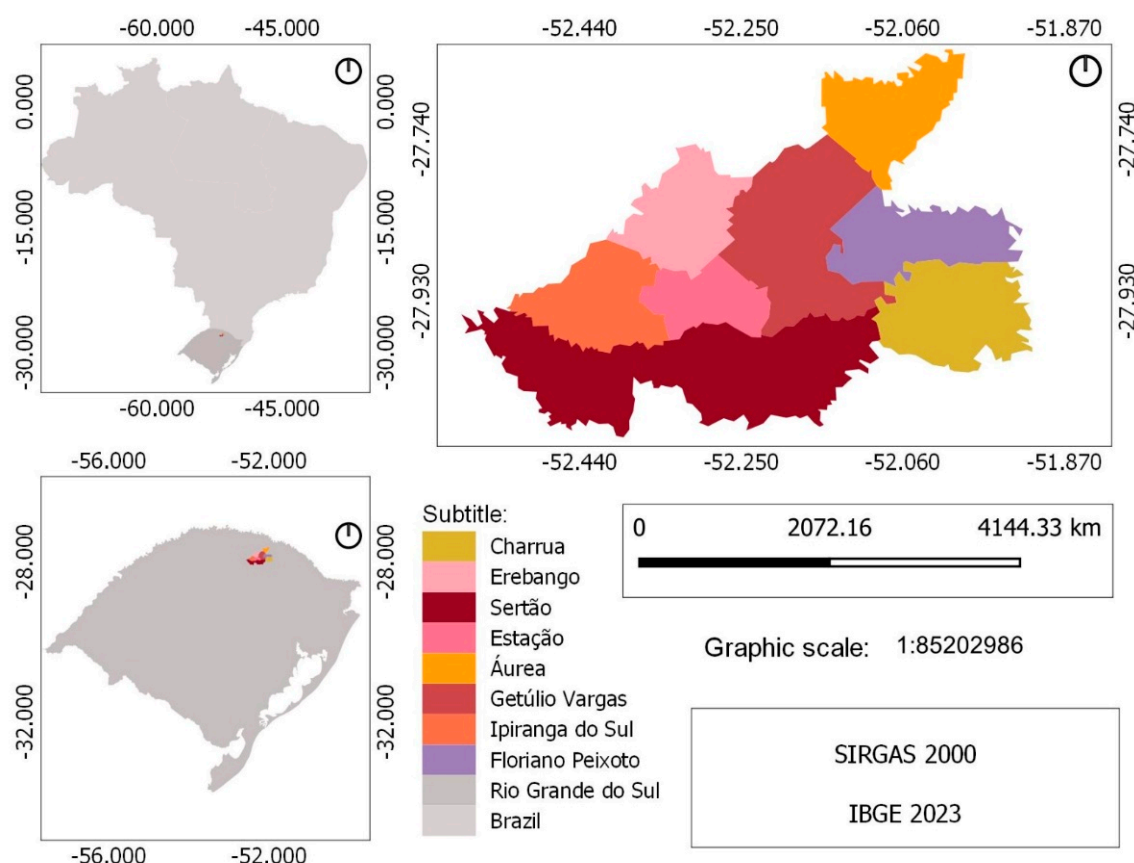 -60.000 -45.000
0.000
-15.000
-30.000
0.000
-15.000
-30.000
-60.000 -45.000
-52.440 -52.250 -52.060 -51.870
-27.740
-27.930
-27.740
-27.930
-52.440 -52.250 -52.060 -51.870
-56.000 -52.000
-28.000
-32.000
-28.000
-32.000
-56.000 -52.000
Subtitle:
Charrua
Erebango
Sertão
Estação
Áurea
Getúlio Vargas
Ipiranga do Sul
Floriano Peixoto
Rio Grande do Sul
Brazil
0 2072.16 4144.33 km
Graphic scale: 1:85202986
SIRGAS 2000
IBGE 2023